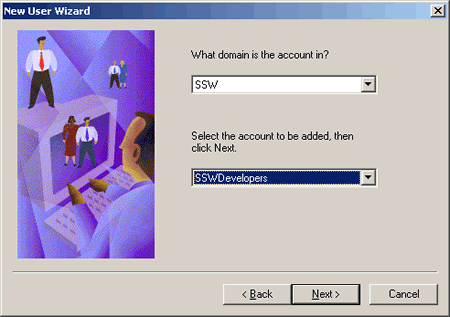 New User Wizard
What domain is the account in?
SSW
Select the account to be added, then
click Next.
SSWDevelopers
< Back
Next >
Cancel